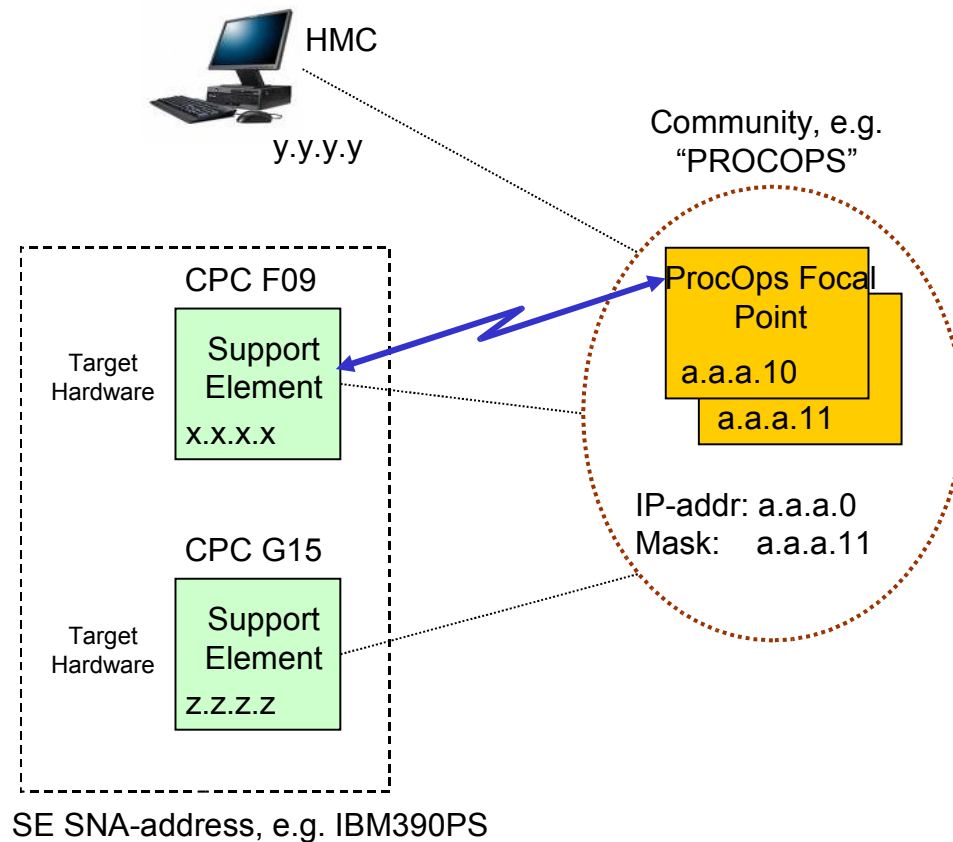 HMC
y.y.y.y
Community, e.g.
“PROCOPS”
CPC F09
Target
Hardware
Support
Element
x.x.x.x
ProcOps Focal
Point
a.a.a.10
a.a.a.11
IP-addr: a.a.a.0
Mask: a.a.a.11
CPC G15
Target
Hardware
Support
Element
z.z.z.z
SE SNA-address, e.g. IBM390PS